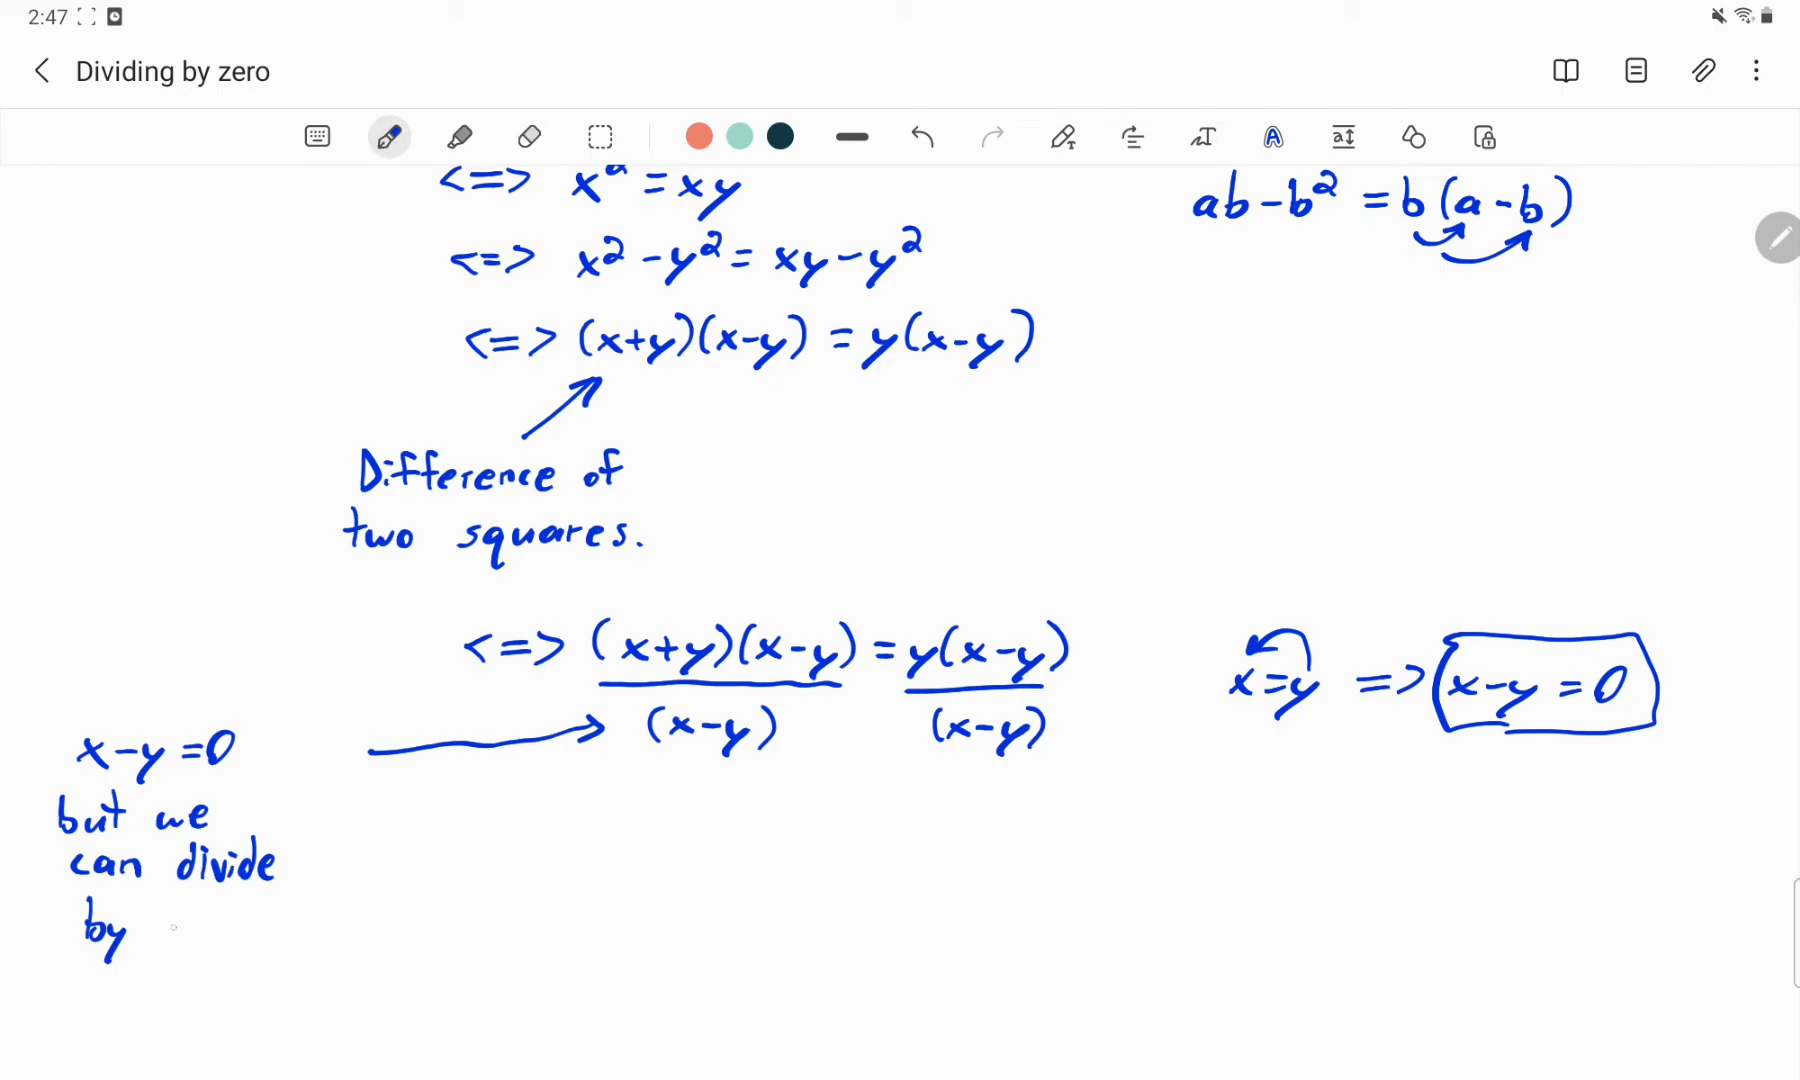 2:47
Dividing by zero
<=> x² = xy
ab - b² = b(a - b)
<=> x² - y² = xy - y²
<=> (x+y)(x-y) = y(x-y)
Difference of
two squares.
<=> (x+y)(x-y) = y(x-y)
(x-y) (x-y)
x=y => x-y = 0
x-y =0
but we
can divide
by